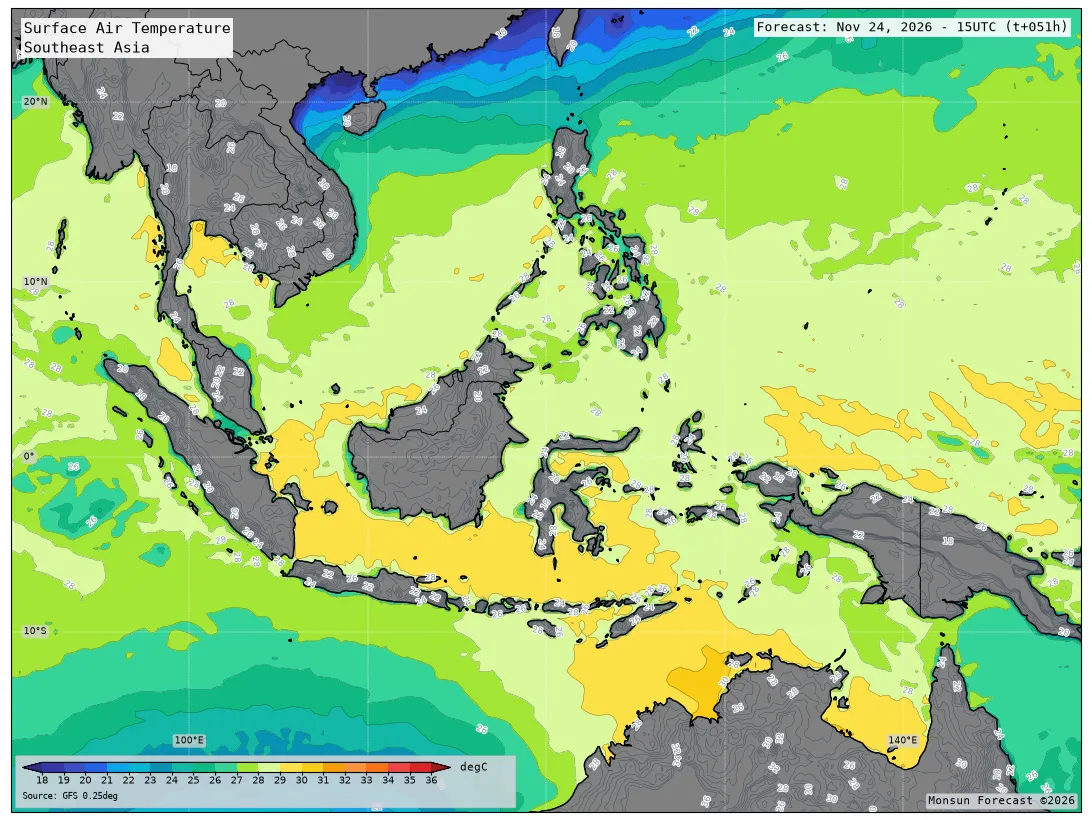 Surface Air Temperature
Southeast Asia
Forecast: Nov 24, 2026 - 15UTC (t+051h)
20°N
10°N
0°
10°S
100°E
140°E
degC
18 19 20 21 22 23 24 25 26 27 28 29 30 31 32 33 34 35 36
Source: GFS 0.25deg
Monsun Forecast ©2026